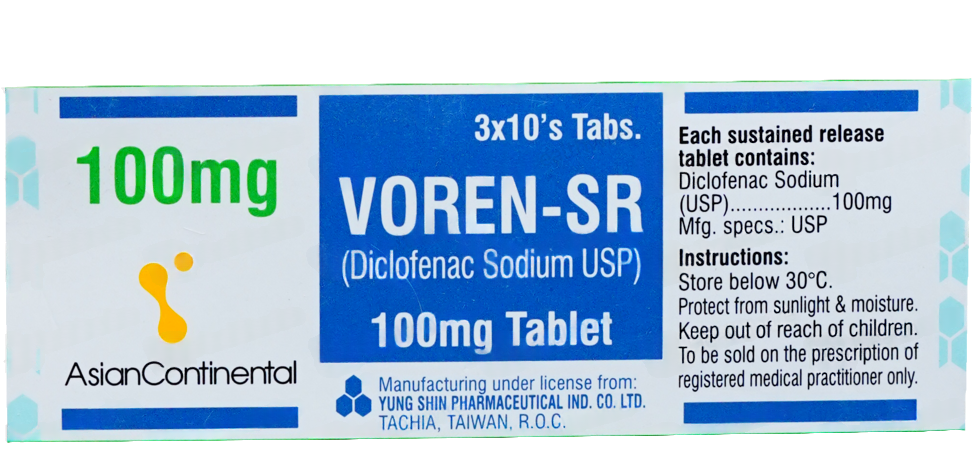 100mg
AsianContinental
3x10's Tabs.
VOREN-SR
(Diclofenac Sodium USP)
100mg Tablet
Manufacturing under license from:
YUNG SHIN PHARMACEUTICAL IND. CO. LTD.
TACHIA, TAIWAN, R.O.C.
Each sustained release
tablet contains:
Diclofenac Sodium
(USP).................100mg
Mfg. specs.: USP
Instructions:
Store below 30°C.
Protect from sunlight & moisture.
Keep out of reach of children.
To be sold on the prescription of
registered medical practitioner only.